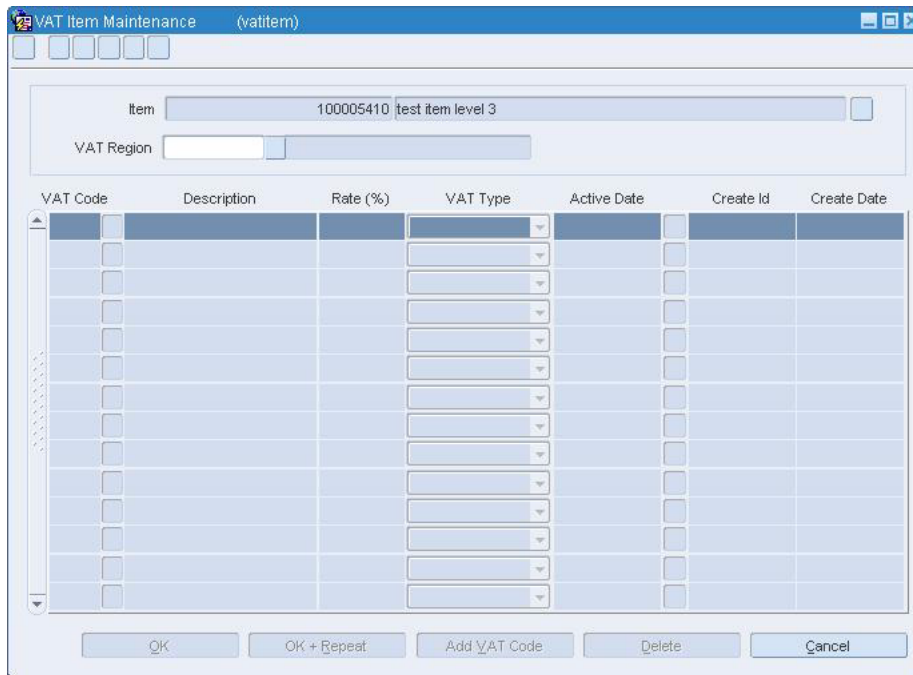 VAT Item Maintenance (vatitem)
Item 100005410 test item level 3
VAT Region
VAT Code Description Rate (%) VAT Type Active Date Create Id Create Date
OK OK + Repeat Add VAT Code Delete Cancel